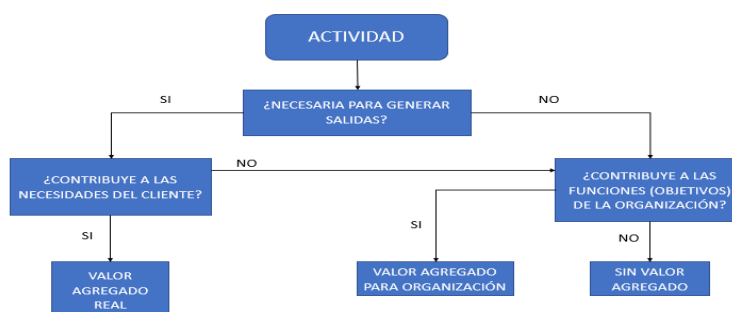 ACTIVIDAD
SI
¿NECESARIA PARA GENERAR
SALIDAS?
NO
¿CONTRIBUYE A LAS
NECESIDADES DEL CLIENTE?
NO
¿CONTRIBUYE A LAS
FUNCIONES (OBJETIVOS)
DE LA ORGANIZACIÓN?
SI
SI
NO
VALOR
AGREGADO
REAL
VALOR AGREGADO
PARA ORGANIZACIÓN
SIN VALOR
AGREGADO